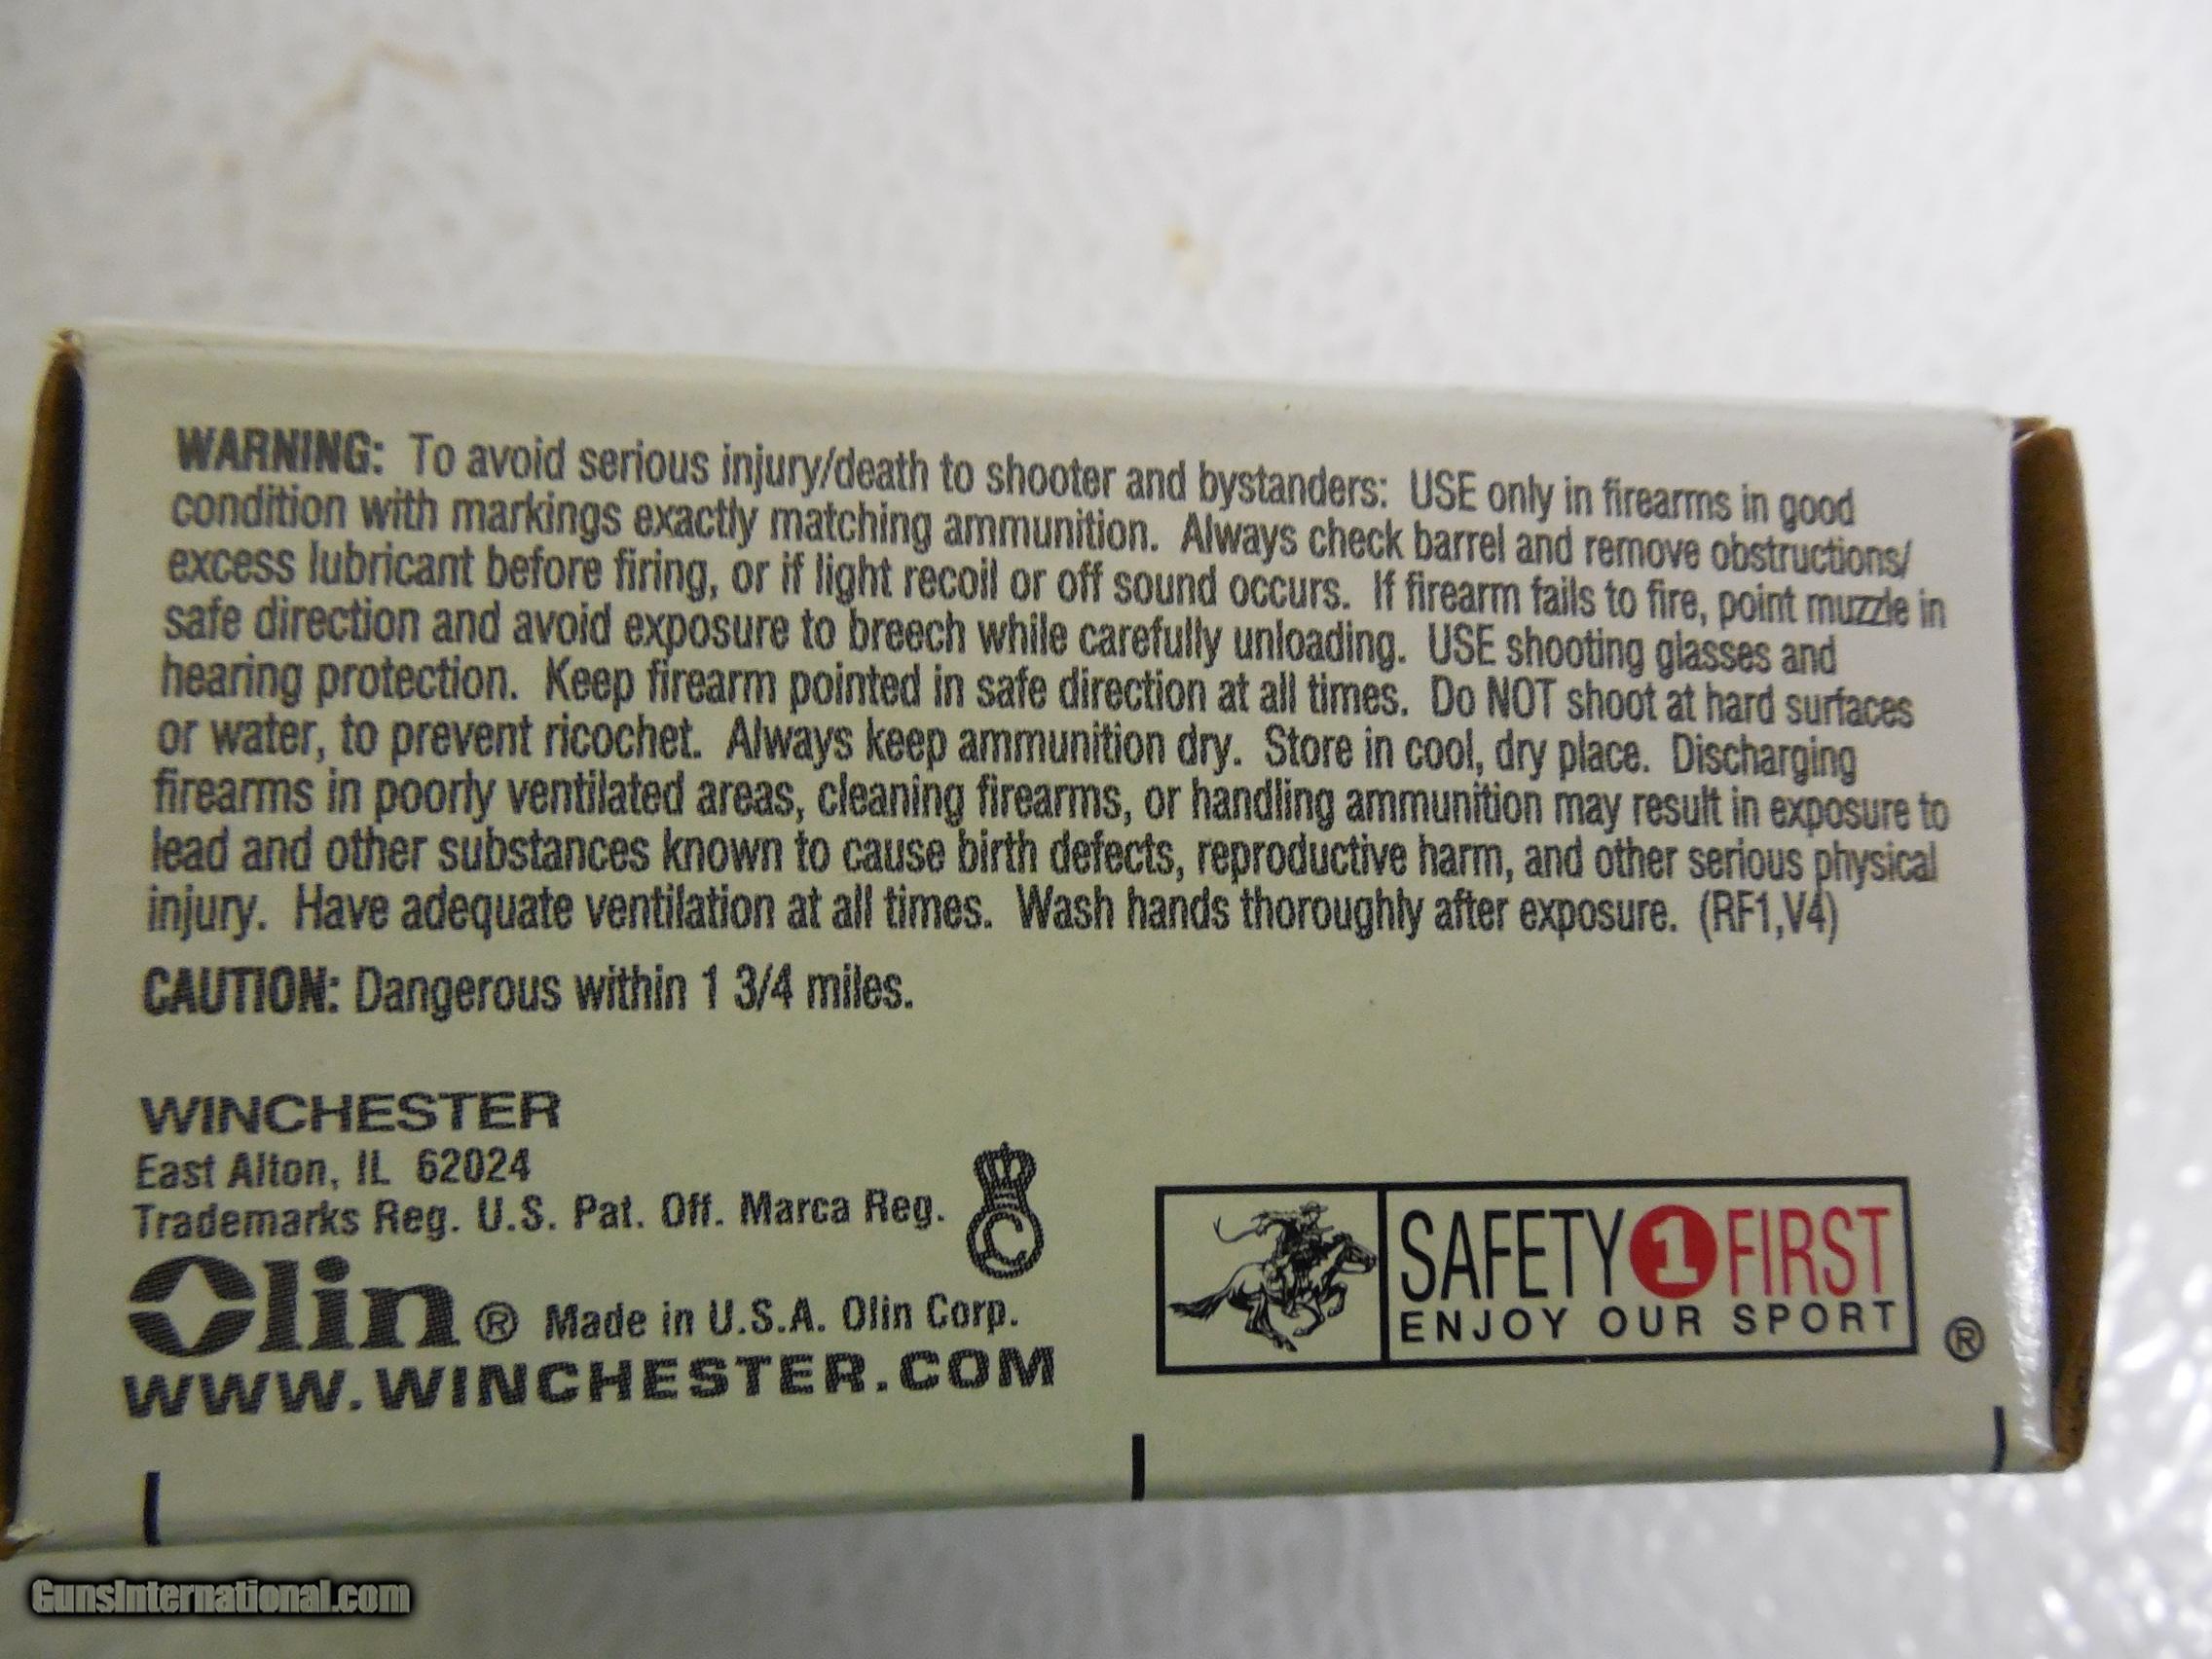 WARNING: To avoid serious injury/death to shooter and bystanders: USE only in firearms in good
condition with markings exactly matching ammunition. Always check barrel and remove obstructions/
excess lubricant before firing, or if light recoil or off sound occurs. If firearm fails to fire, point muzzle in
safe direction and avoid exposure to breech while carefully unloading. USE shooting glasses and
hearing protection. Keep firearm pointed in safe direction at all times. Do NOT shoot at hard surfaces
or water, to prevent ricochet. Always keep ammunition dry. Store in cool, dry place. Discharging
firearms in poorly ventilated areas, cleaning firearms, or handling ammunition may result in exposure to
lead and other substances known to cause birth defects, reproductive harm, and other serious physical
injury. Have adequate ventilation at all times. Wash hands thoroughly after exposure. (RF1,V4)
CAUTION: Dangerous within 1 3/4 miles.
WINCHESTER
East Alton, IL 62024
Trademarks Reg. U.S. Pat. Off. Marca Reg.
C
Olin ® Made in U.S.A. Olin Corp.
WWW.WINCHESTER.COM
SAFETY 1 FIRST
ENJOY OUR SPORT ®
GunsInternational.com